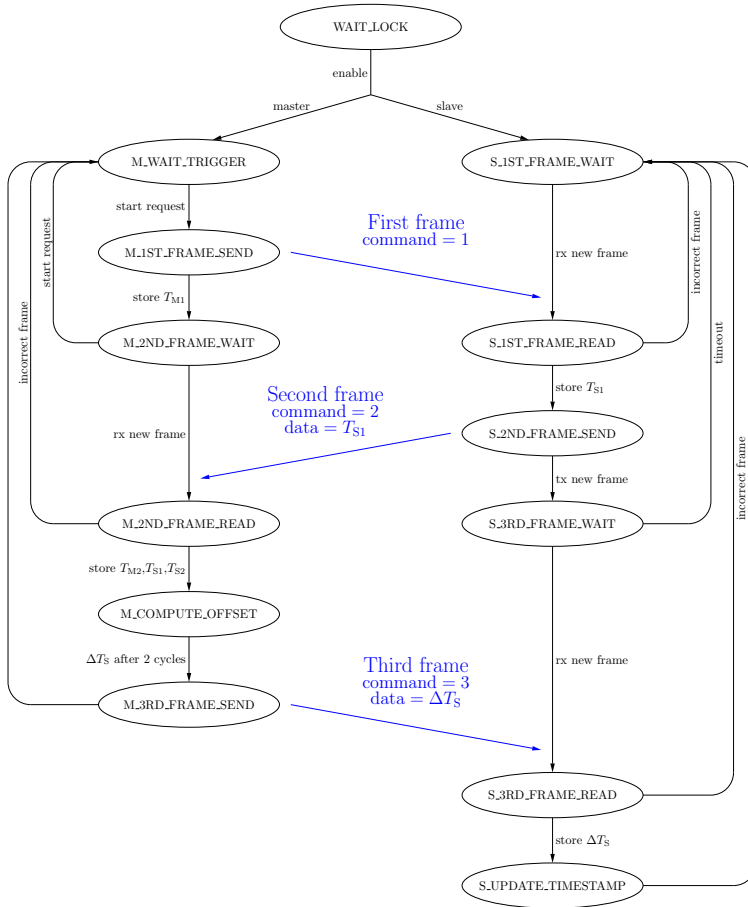 WAIT_LOCK
enable
master
slave
M_WAIT_TRIGGER
S_1ST_FRAME_WAIT
start request
First frame
command = 1
M_1ST_FRAME_SEND
rx new frame
start request
incorrect frame
store T_M1
M_2ND_FRAME_WAIT
S_1ST_FRAME_READ
incorrect frame
timeout
store T_S1
Second frame
command = 2
data = T_S1
rx new frame
S_2ND_FRAME_SEND
tx new frame
incorrect frame
M_2ND_FRAME_READ
S_3RD_FRAME_WAIT
store T_M2,T_S1,T_S2
M_COMPUTE_OFFSET
ΔT_S after 2 cycles
Third frame
command = 3
data = ΔT_S
rx new frame
M_3RD_FRAME_SEND
S_3RD_FRAME_READ
store ΔT_S
S_UPDATE_TIMESTAMP